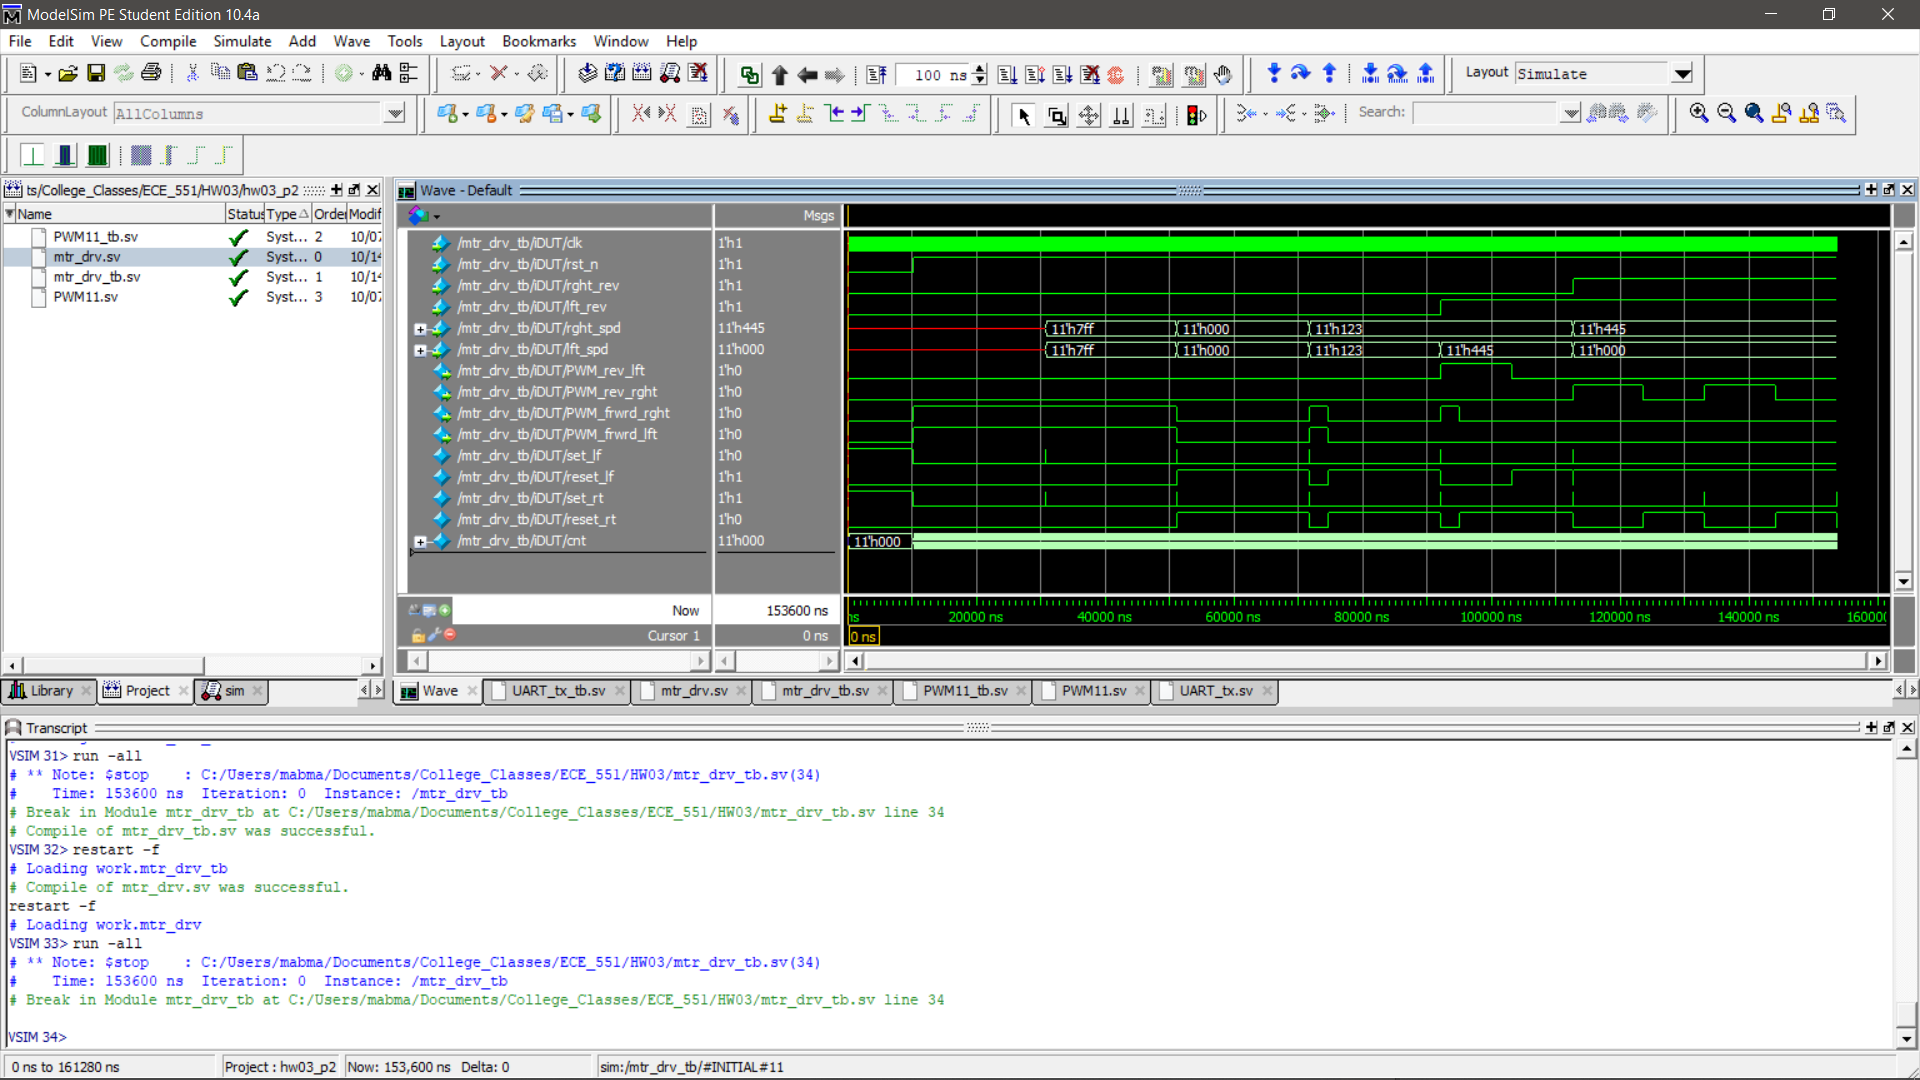 ModelSim PE Student Edition 10.4a
File Edit View Compile Simulate Add Wave Tools Layout Bookmarks Window Help
100 ns
Layout Simulate
ColumnLayout AllColumns
Search:
ts/College_Classes/ECE_551/HW03/hw03_p2
Name Status Type Order Modif
PWM11_tb.sv Syst... 2 10/07
mtr_drv.sv Syst... 0 10/14
mtr_drv_tb.sv Syst... 1 10/14
PWM11.sv Syst... 3 10/07
Wave - Default
Msgs
/mtr_drv_tb/iDUT/clk 1'h1
/mtr_drv_tb/iDUT/rst_n 1'h1
/mtr_drv_tb/iDUT/rght_rev 1'h1
/mtr_drv_tb/iDUT/lft_rev 1'h1
/mtr_drv_tb/iDUT/rght_spd 11'h445 11'h7ff 11'h000 11'h123 11'h445
/mtr_drv_tb/iDUT/lft_spd 11'h000 11'h7ff 11'h000 11'h123 11'h445 11'h000
/mtr_drv_tb/iDUT/PWM_rev_lft 1'h0
/mtr_drv_tb/iDUT/PWM_rev_rght 1'h0
/mtr_drv_tb/iDUT/PWM_frwrd_rght 1'h0
/mtr_drv_tb/iDUT/PWM_frwrd_lft 1'h0
/mtr_drv_tb/iDUT/set_lf 1'h0
/mtr_drv_tb/iDUT/reset_lf 1'h1
/mtr_drv_tb/iDUT/set_rt 1'h1
/mtr_drv_tb/iDUT/reset_rt 1'h0
/mtr_drv_tb/iDUT/cnt 11'h000 11'h000
Now 153600 ns
ns 20000 ns 40000 ns 60000 ns 80000 ns 100000 ns 120000 ns 140000 ns 160000
Cursor 1 0 ns 0 ns
Library Project sim
Wave UART_tx_tb.sv mtr_drv.sv mtr_drv_tb.sv PWM11_tb.sv PWM11.sv UART_tx.sv
Transcript
VSIM 31> run -all
# ** Note: $stop    : C:/Users/mabma/Documents/College_Classes/ECE_551/HW03/mtr_drv_tb.sv(34)
#    Time: 153600 ns  Iteration: 0  Instance: /mtr_drv_tb
# Break in Module mtr_drv_tb at C:/Users/mabma/Documents/College_Classes/ECE_551/HW03/mtr_drv_tb.sv line 34
# Compile of mtr_drv_tb.sv was successful.
VSIM 32> restart -f
# Loading work.mtr_drv_tb
# Compile of mtr_drv.sv was successful.
restart -f
# Loading work.mtr_drv
VSIM 33> run -all
# ** Note: $stop    : C:/Users/mabma/Documents/College_Classes/ECE_551/HW03/mtr_drv_tb.sv(34)
#    Time: 153600 ns  Iteration: 0  Instance: /mtr_drv_tb
# Break in Module mtr_drv_tb at C:/Users/mabma/Documents/College_Classes/ECE_551/HW03/mtr_drv_tb.sv line 34
VSIM 34>
0 ns to 161280 ns Project : hw03_p2 Now: 153,600 ns Delta: 0 sim:/mtr_drv_tb/#INITIAL#11